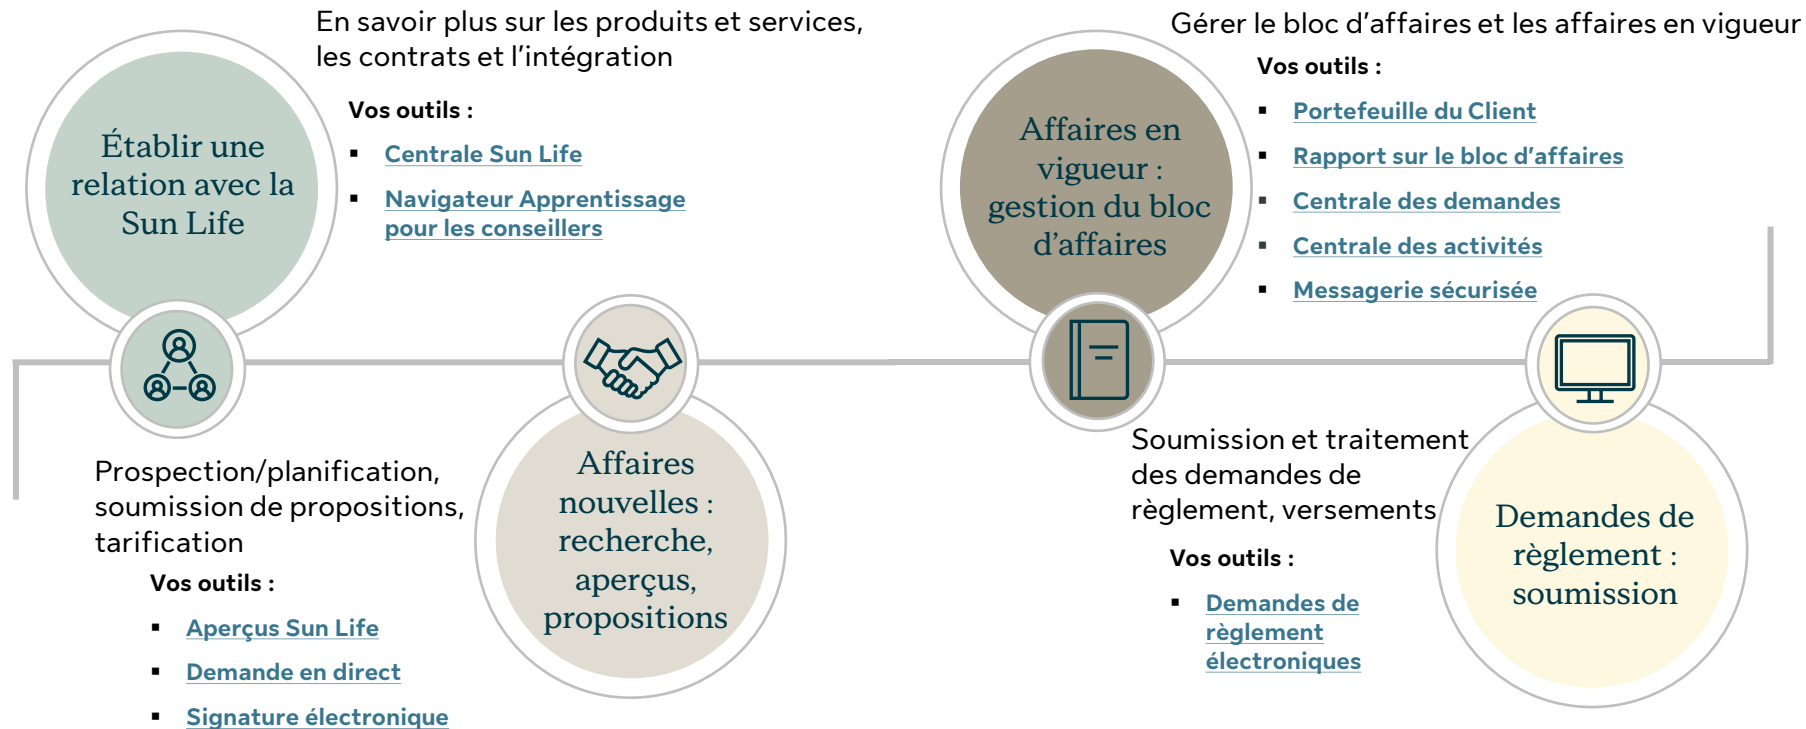 En savoir plus sur les produits et services,
les contrats et l’intégration
Vos outils :
▪ Centrale Sun Life
▪ Navigateur Apprentissage
pour les conseillers
Établir une
relation avec la
Sun Life
Prospection/planification,
soumission de propositions,
tarification
Vos outils :
▪ Aperçus Sun Life
▪ Demande en direct
▪ Signature électronique
Affaires
nouvelles :
recherche,
aperçus,
propositions
Gérer le bloc d’affaires et les affaires en vigueur
Vos outils :
▪ Portefeuille du Client
▪ Rapport sur le bloc d’affaires
▪ Centrale des demandes
▪ Centrale des activités
▪ Messagerie sécurisée
Affaires en
vigueur :
gestion du bloc
d’affaires
Soumission et traitement
des demandes de
règlement, versements
Vos outils :
▪ Demandes de
règlement
électroniques
Demandes de
règlement :
soumission